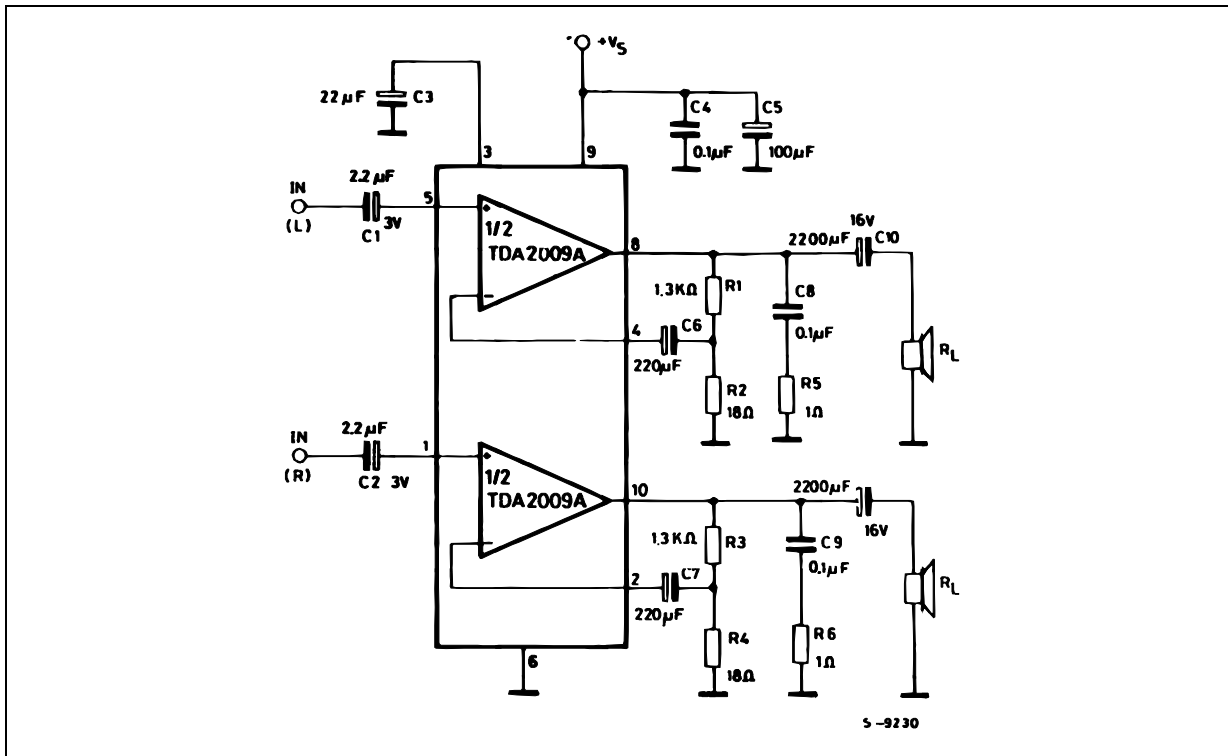 +VS
22µF
C3
C4
C5
0.1µF
100µF
3
9
2.2µF
IN
(L)
C1
3V
5
1/2
TDA2009A
8
16V
2200µF
C10
1.3KΩ
R1
C8
0.1µF
4
C6
220µF
R2
18Ω
R5
1Ω
RL
2.2µF
IN
(R)
C2
3V
1
1/2
TDA2009A
10
2200µF
16V
1.3KΩ
R3
C9
0.1µF
2
C7
220µF
R4
18Ω
R6
1Ω
RL
6
S-9230